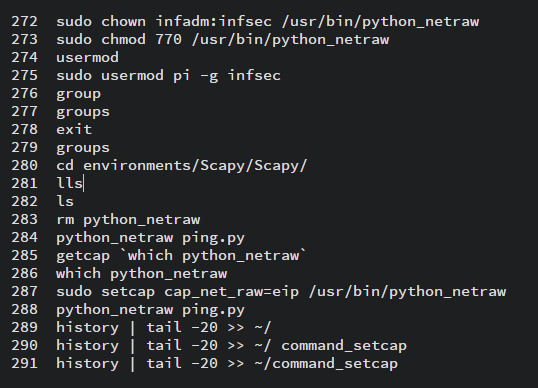 272 sudo chown infadm:infsec /usr/bin/python_netraw
273 sudo chmod 770 /usr/bin/python_netraw
274 usermod
275 sudo usermod pi -g infsec
276 group
277 groups
278 exit
279 groups
280 cd environments/Scapy/Scapy/
281 lls
282 ls
283 rm python_netraw
284 python_netraw ping.py
285 getcap `which python_netraw`
286 which python_netraw
287 sudo setcap cap_net_raw=eip /usr/bin/python_netraw
288 python_netraw ping.py
289 history | tail -20 >> ~/
290 history | tail -20 >> ~/ command_setcap
291 history | tail -20 >> ~/command_setcap